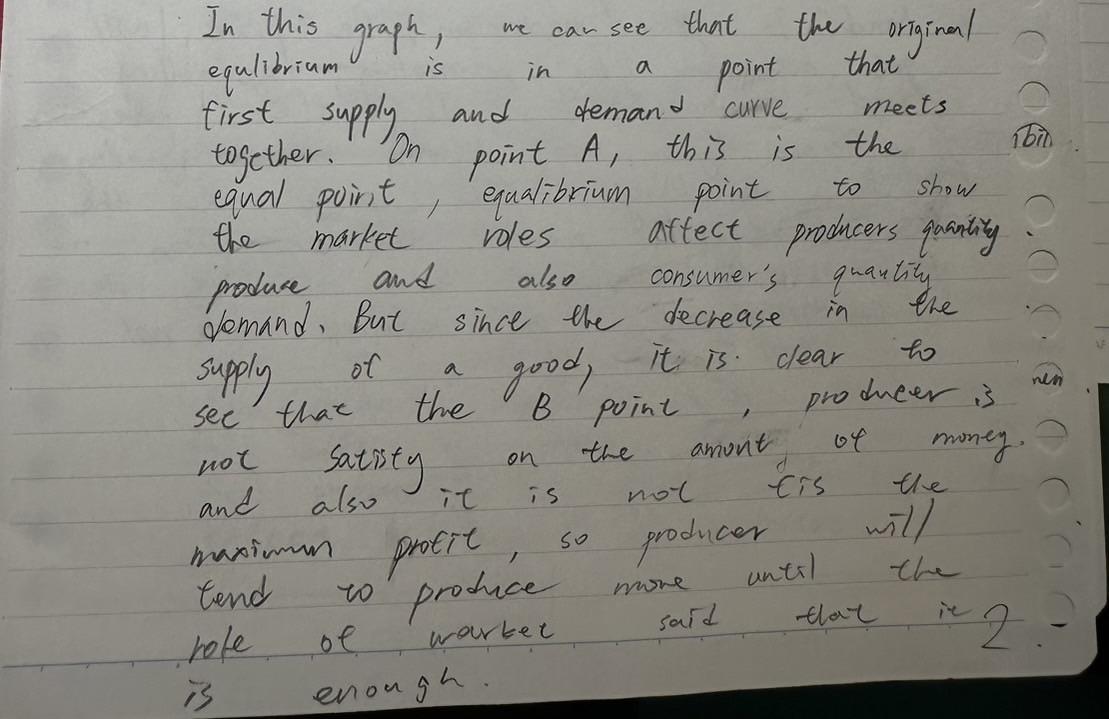 In this graph, we can see that the original
equlibrium is in a point that
first supply and demand curve meets
together. On point A, this is the
equal point, equalibrium point to show
the market roles affect producers quantity
produce and also consumer's quantity
demand. But since the decrease in the
supply of a good, it is clear to
see that the B point, producer is
not satisfy on the amount of money.
and also it is not the
maximum profit, so producer will
tend to produce more until the
role of market said that it
is enough.
2